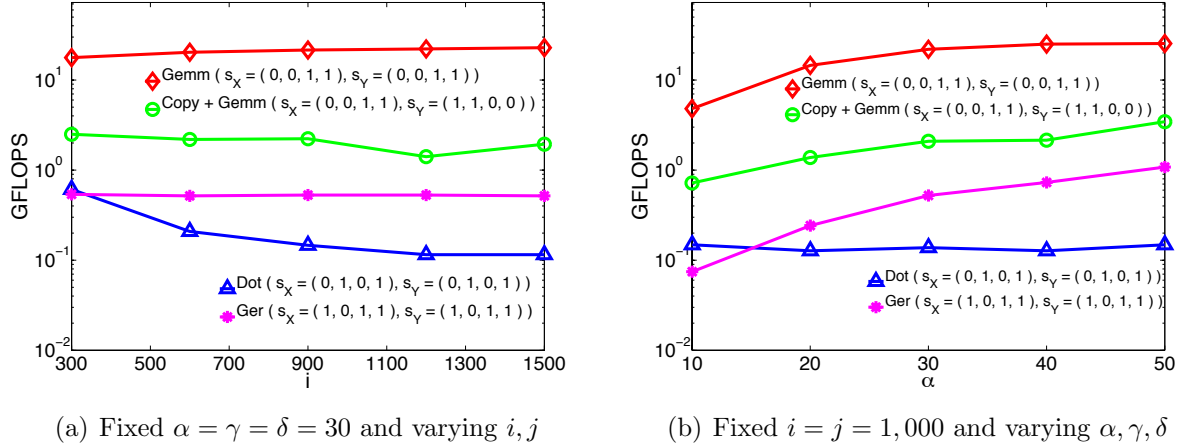 GFLOPS
10^1
10^0
10^{-1}
10^{-2}
Gemm ( s_X = ( 0, 0, 1, 1 ), s_Y = ( 0, 0, 1, 1 ) )
Copy + Gemm ( s_X = ( 0, 0, 1, 1 ), s_Y = ( 1, 1, 0, 0 ) )
Dot ( s_X = ( 0, 1, 0, 1 ), s_Y = ( 0, 1, 0, 1 ) )
Ger ( s_X = ( 1, 0, 1, 1 ), s_Y = ( 1, 0, 1, 1 ) )
300 500 700 900 1100 1300 1500
i
(a) Fixed α = γ = δ = 30 and varying i, j
GFLOPS
10^1
10^0
10^{-1}
10^{-2}
Gemm ( s_X = ( 0, 0, 1, 1 ), s_Y = ( 0, 0, 1, 1 ) )
Copy + Gemm ( s_X = ( 0, 0, 1, 1 ), s_Y = ( 1, 1, 0, 0 ) )
Dot ( s_X = ( 0, 1, 0, 1 ), s_Y = ( 0, 1, 0, 1 ) )
Ger ( s_X = ( 1, 0, 1, 1 ), s_Y = ( 1, 0, 1, 1 ) )
10 20 30 40 50
α
(b) Fixed i = j = 1,000 and varying α, γ, δ